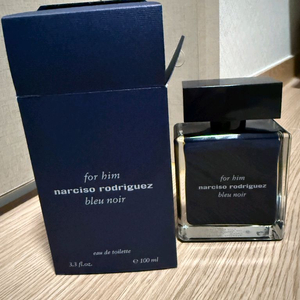 for him
narciso rodriguez
bleu noir
eau de toilette
3.3 fl.oz. ℮ 100 ml
for him
narciso rodriguez
bleu noir